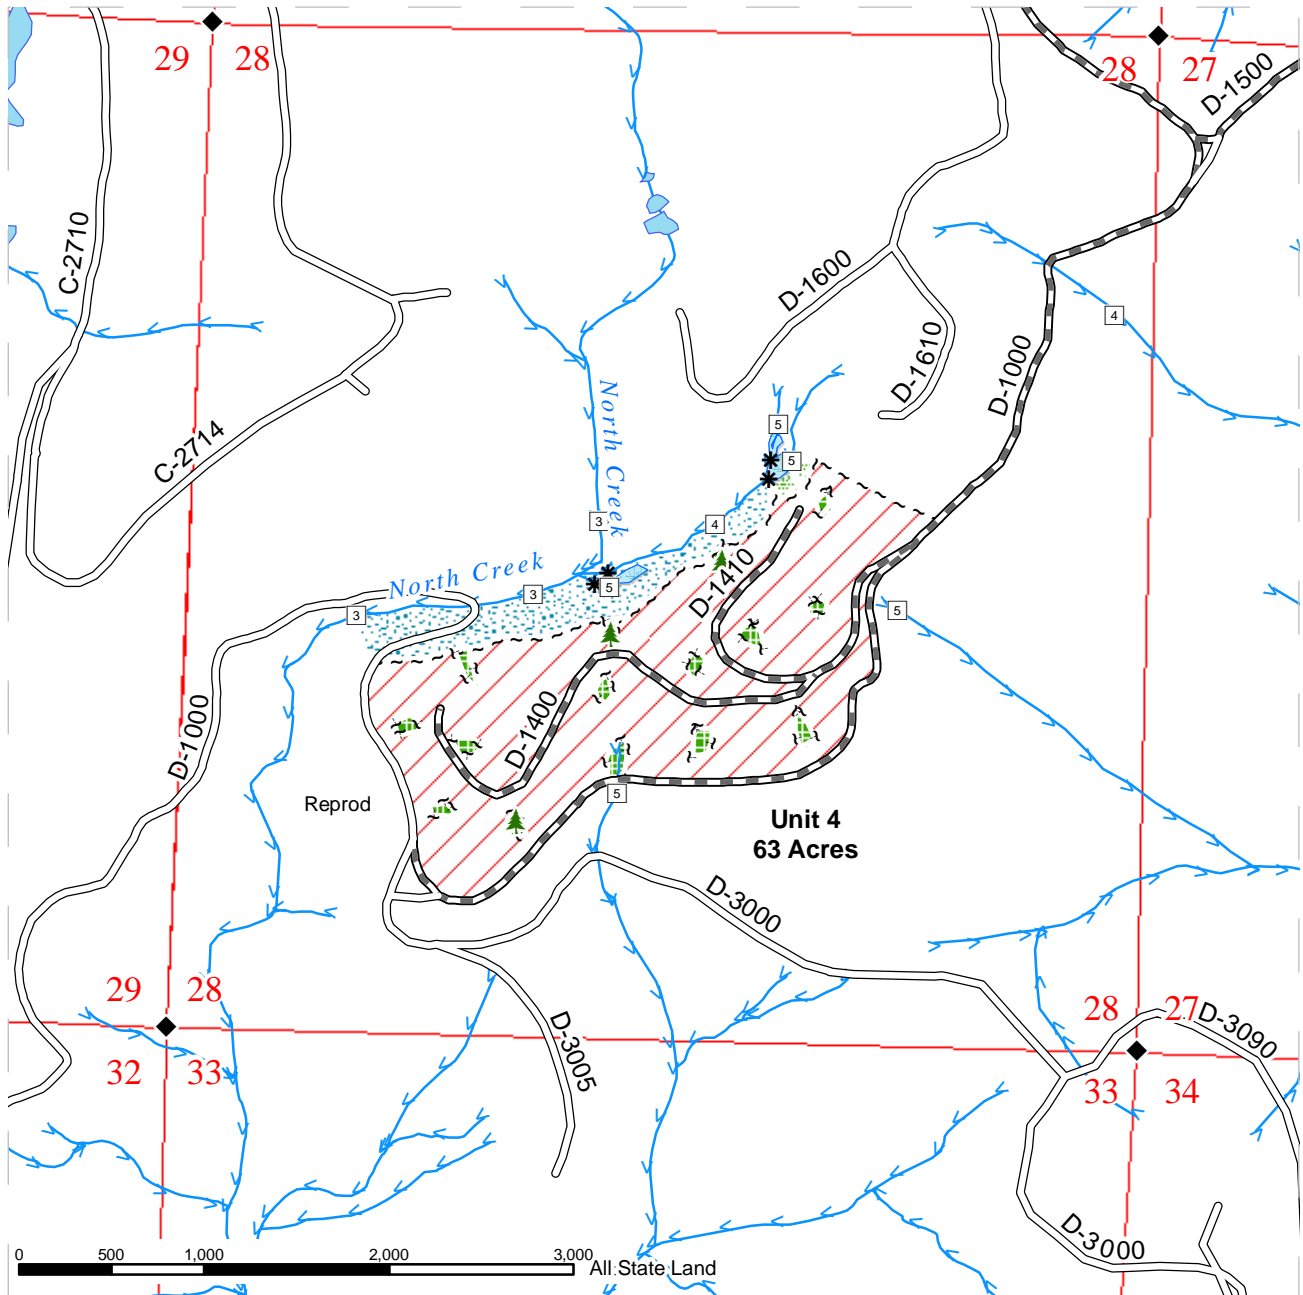 29 28
28 27
D-1500
C-2710
D-1600
D-1610
D-1000
4
C-2714
North Creek
5
5
3
4
North Creek
D-1410
3
5
3
5
D-1000
D-1400
Reprod
5
Unit 4
63 Acres
D-3000
29 28
32 33
28 27
33 34
D-3090
D-3005
D-3000
0 500 1,000 2,000 3,000
All State Land